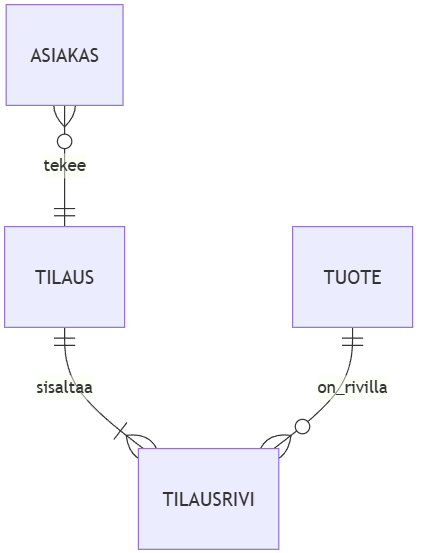 ASIAKAS
tekee
TILAUS
TUOTE
sisaltaa
on_rivilla
TILAUSRIVI